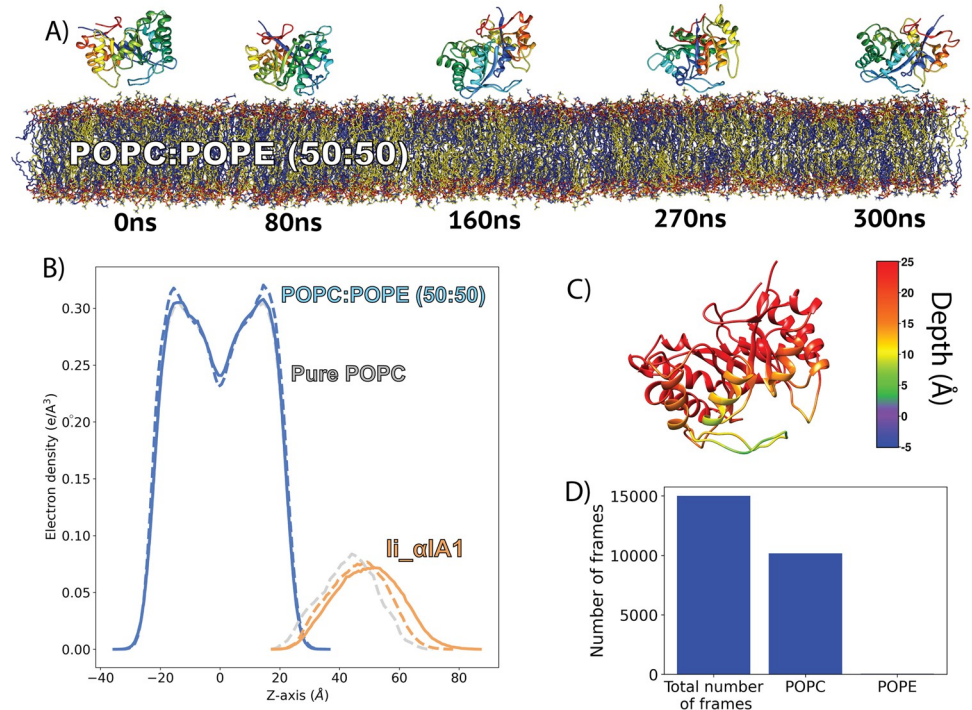 A)
POPC:POPE (50:50)
0ns 80ns 160ns 270ns 300ns
B)
Electron density (e/Å³)
0.30
0.25
0.20
0.15
0.10
0.05
0.00
POPC:POPE (50:50)
Pure POPC
li_αIA1
−40 −20 0 20 40 60 80
Z-axis (Å)
C)
25
20
15
10
5
0
-5
Depth (Å)
D)
Number of frames
15000
10000
5000
0
Total number of frames
POPC
POPE